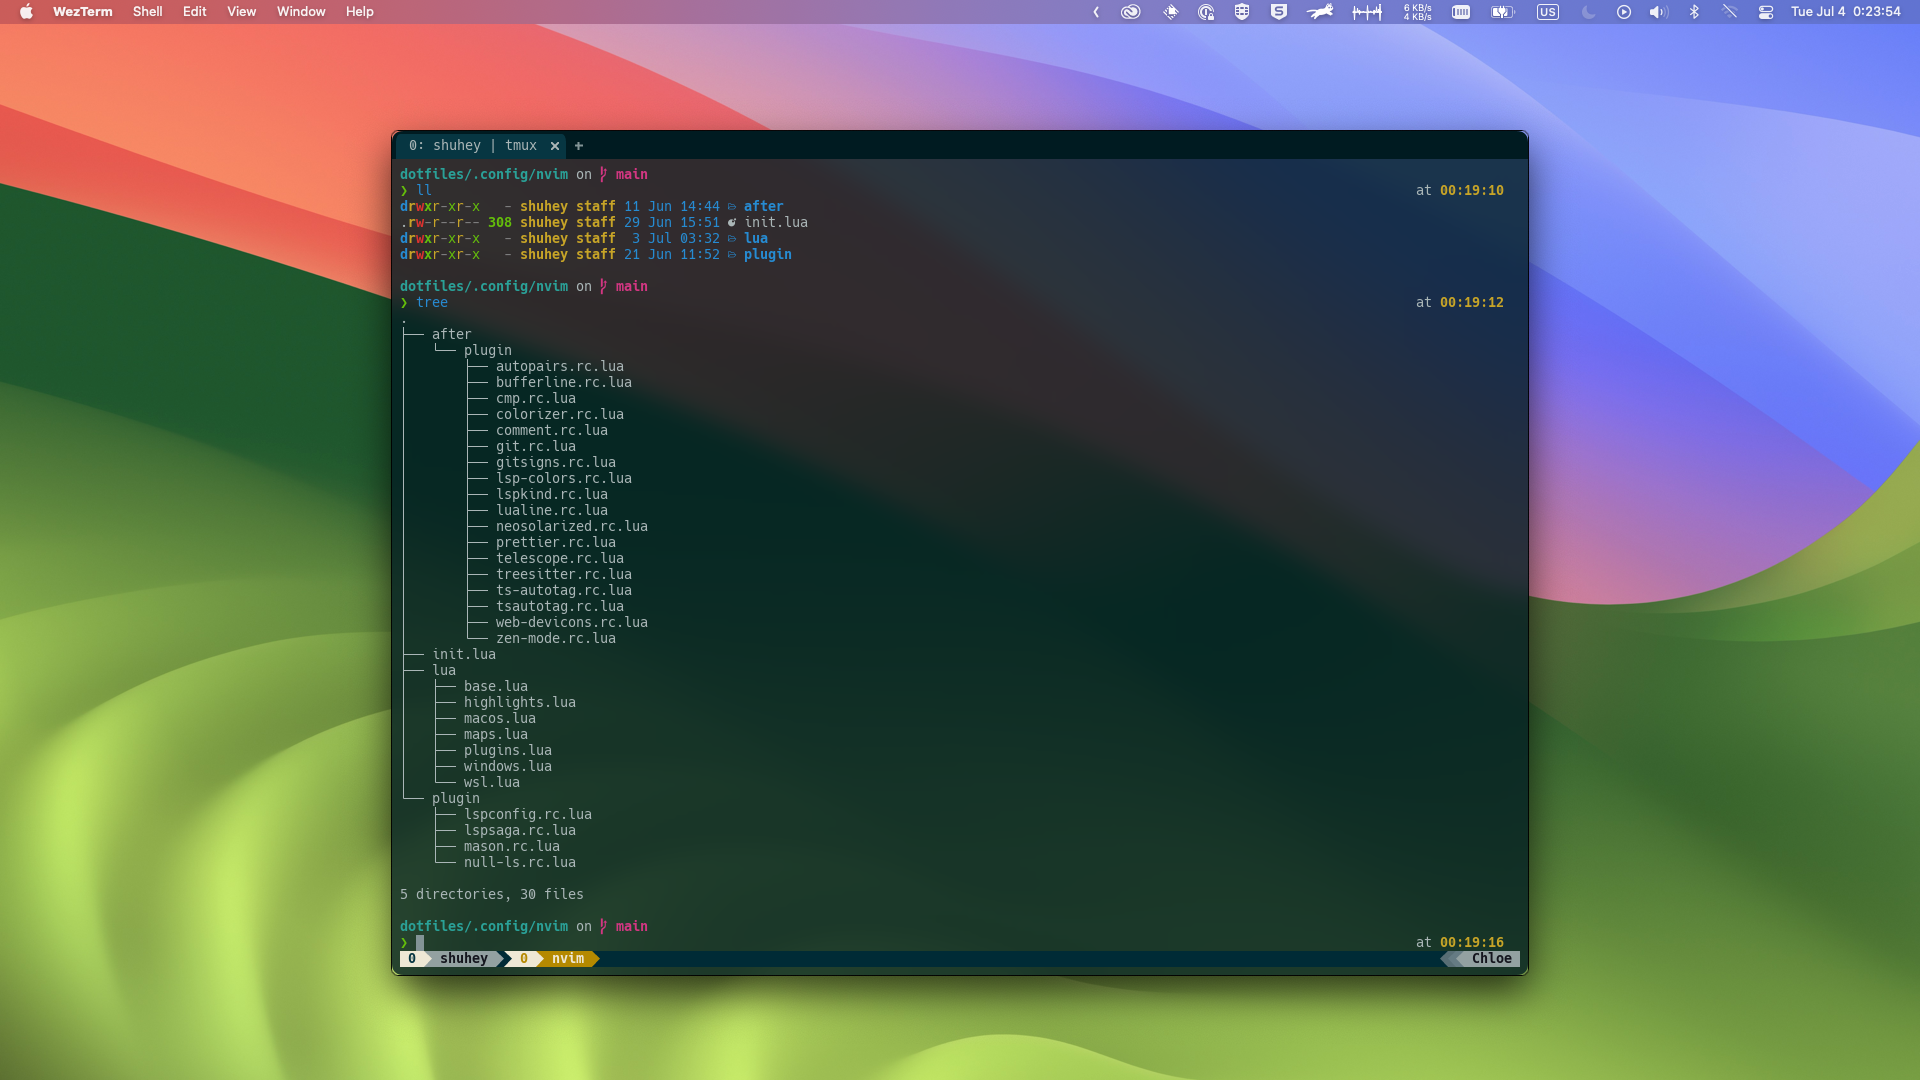 WezTerm Shell Edit View Window Help 6 KB/s US Tue Jul 4 0:23:54
4 KB/s
0: shuhey | tmux × +
dotfiles/.config/nvim on main
❯ ll at 00:19:10
drwxr-xr-x - shuhey staff 11 Jun 14:44 after
.rw-r--r-- 308 shuhey staff 29 Jun 15:51 init.lua
drwxr-xr-x - shuhey staff 3 Jul 03:32 lua
drwxr-xr-x - shuhey staff 21 Jun 11:52 plugin
dotfiles/.config/nvim on main
❯ tree at 00:19:12
.
├── after
│   └── plugin
│       ├── autopairs.rc.lua
│       ├── bufferline.rc.lua
│       ├── cmp.rc.lua
│       ├── colorizer.rc.lua
│       ├── comment.rc.lua
│       ├── git.rc.lua
│       ├── gitsigns.rc.lua
│       ├── lsp-colors.rc.lua
│       ├── lspkind.rc.lua
│       ├── lualine.rc.lua
│       ├── neosolarized.rc.lua
│       ├── prettier.rc.lua
│       ├── telescope.rc.lua
│       ├── treesitter.rc.lua
│       ├── ts-autotag.rc.lua
│       ├── tsautotag.rc.lua
│       ├── web-devicons.rc.lua
│       └── zen-mode.rc.lua
├── init.lua
├── lua
│   ├── base.lua
│   ├── highlights.lua
│   ├── macos.lua
│   ├── maps.lua
│   ├── plugins.lua
│   ├── windows.lua
│   └── wsl.lua
└── plugin
    ├── lspconfig.rc.lua
    ├── lspsaga.rc.lua
    ├── mason.rc.lua
    └── null-ls.rc.lua
5 directories, 30 files
dotfiles/.config/nvim on main
❯ at 00:19:16
0 shuhey 0 nvim Chloe